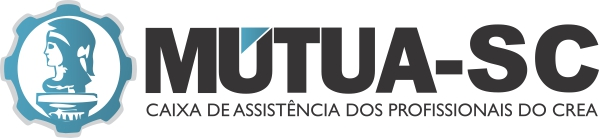 MÚTUA-SC
CAIXA DE ASSISTÊNCIA DOS PROFISSIONAIS DO CREA